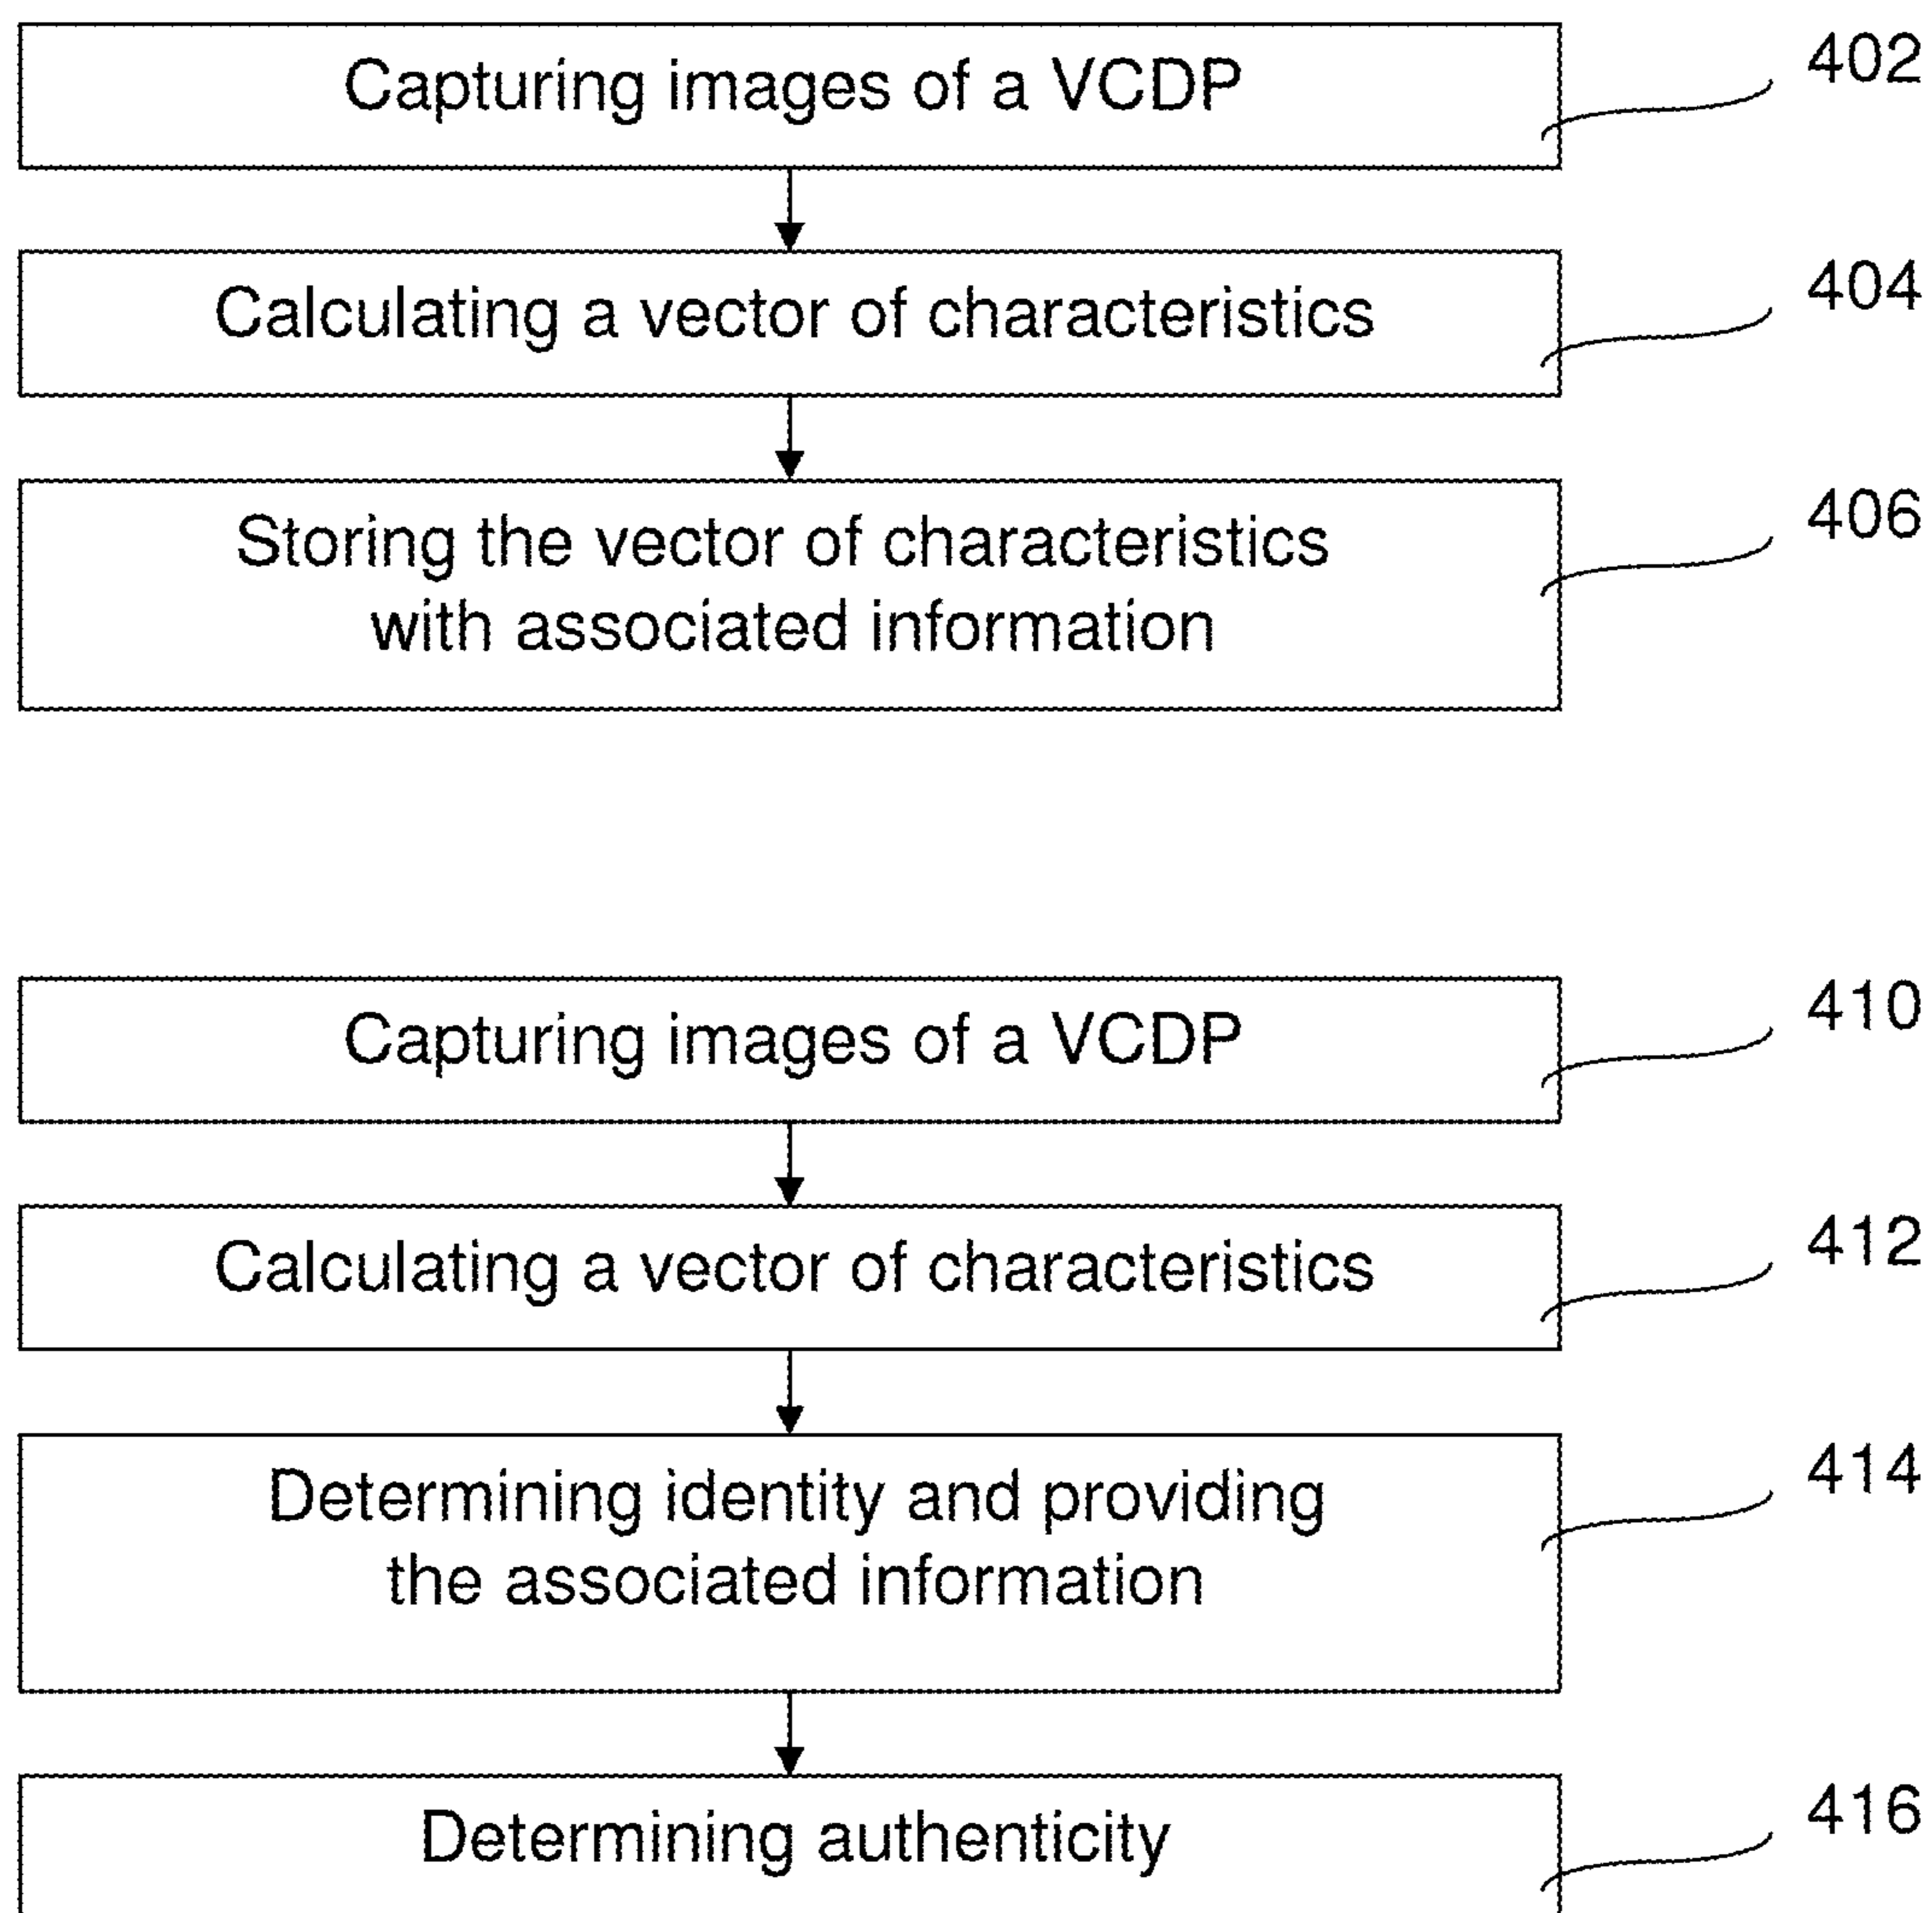 Capturing images of a VCDP
402
Calculating a vector of characteristics
404
Storing the vector of characteristics
with associated information
406
Capturing images of a VCDP
410
Calculating a vector of characteristics
412
Determining identity and providing
the associated information
414
Determining authenticity
416